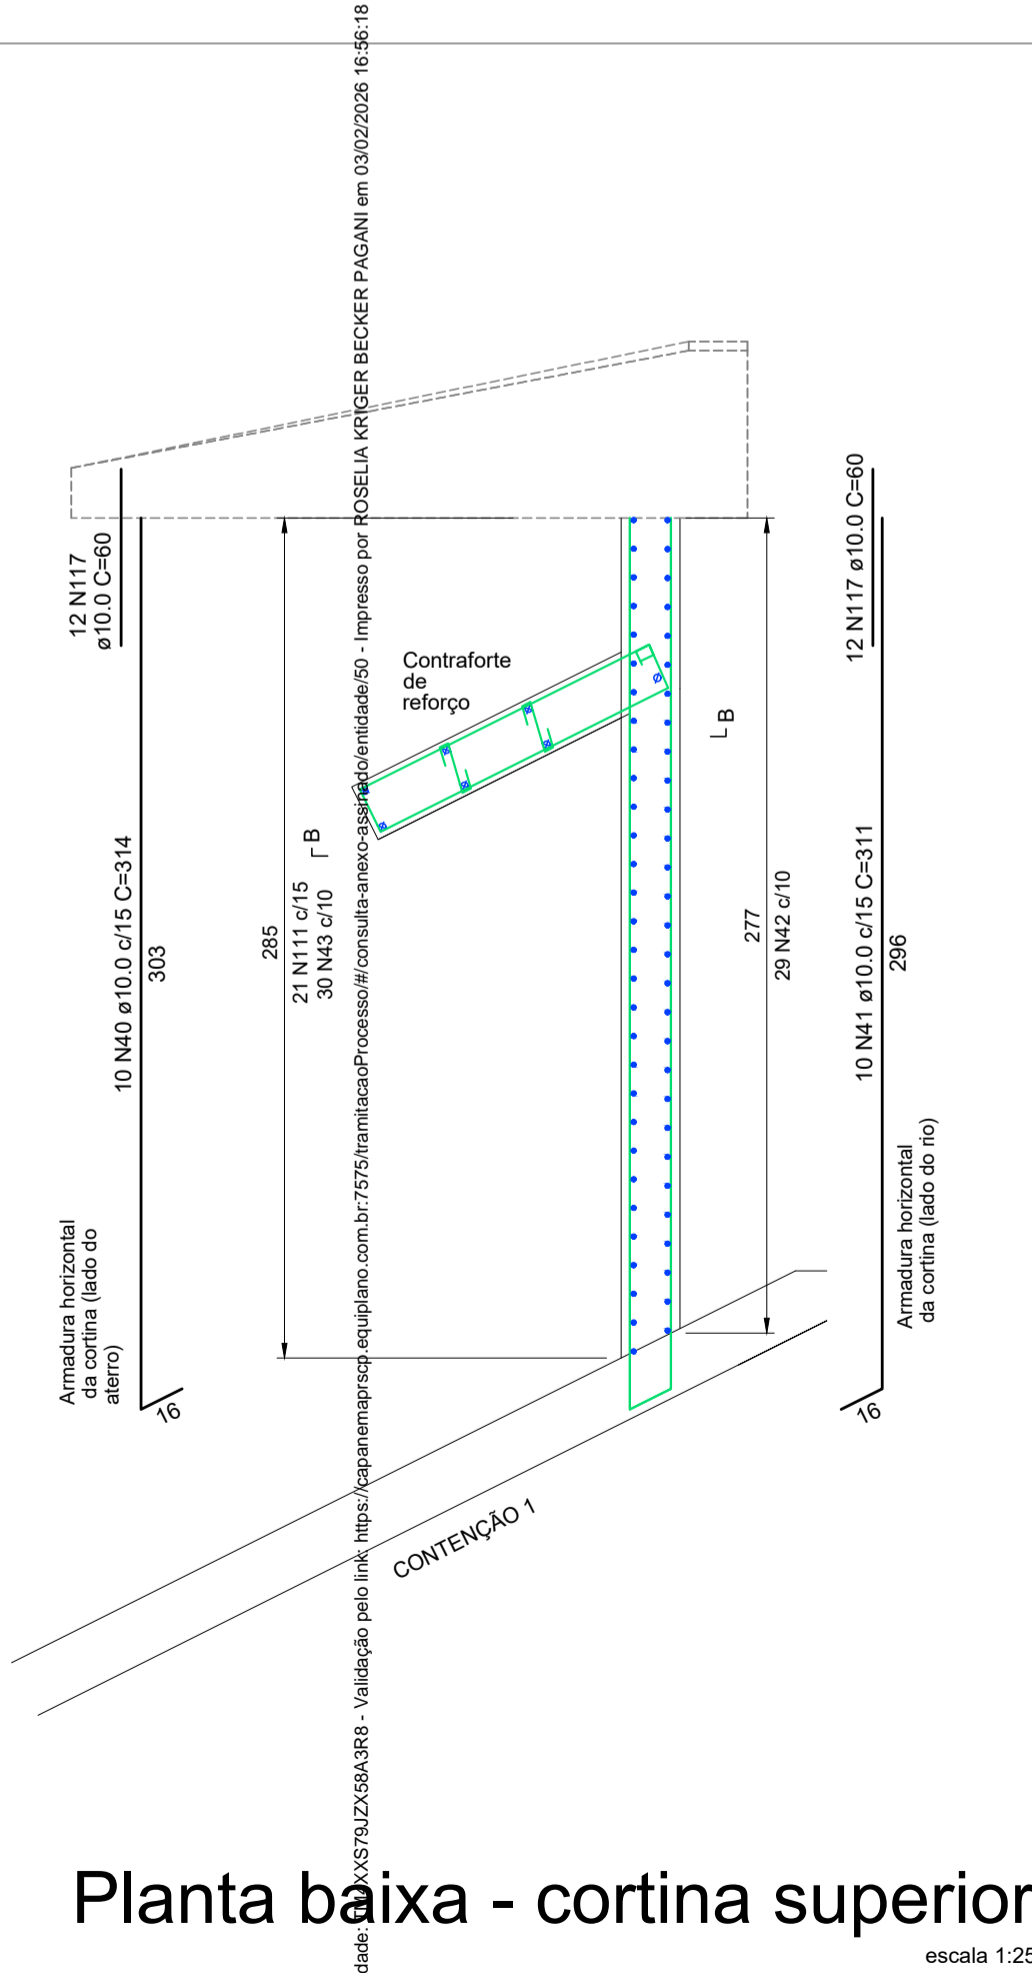 dade: TM4XXS79JZX58A3R8 - Validação pelo link: https://capanemaprscp.equiplano.com.br:7575/tramitacaoProcesso/#/consulta-anexo-assinado/entidade/50 - Impresso por ROSELIA KRIGER BECKER PAGANI em 03/02/2026 16:56:18
12 N117
ø10.0 C=60
12 N117 ø10.0 C=60
Contraforte
de
reforço
B
B
10 N40 ø10.0 c/15 C=314
303
285
21 N111 c/15
30 N43 c/10
277
29 N42 c/10
10 N41 ø10.0 c/15 C=311
296
Armadura horizontal
da cortina (lado do
aterro)
Armadura horizontal
da cortina (lado do rio)
16
16
CONTENÇÃO 1
Planta baixa - cortina superior
escala 1:25